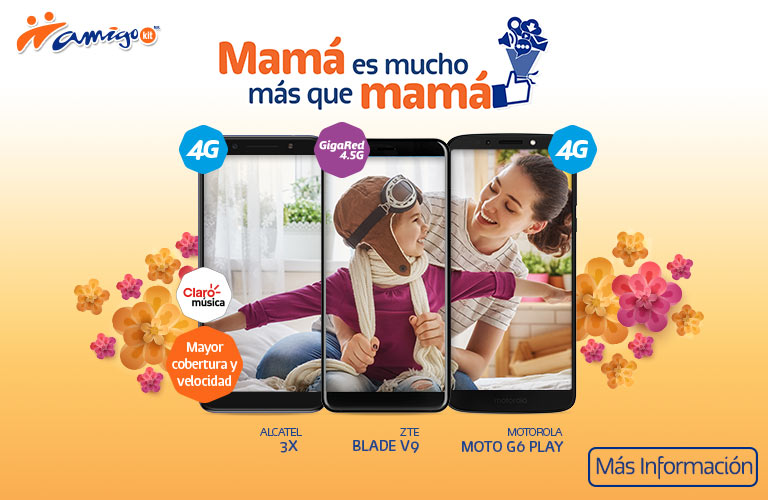 amigo kit
Mamá es mucho
más que mamá
4G
GigaRed
4.5G
4G
Claro
música
Mayor
cobertura y
velocidad
motorola
ALCATEL
3X
ZTE
BLADE V9
MOTOROLA
MOTO G6 PLAY
Más Información